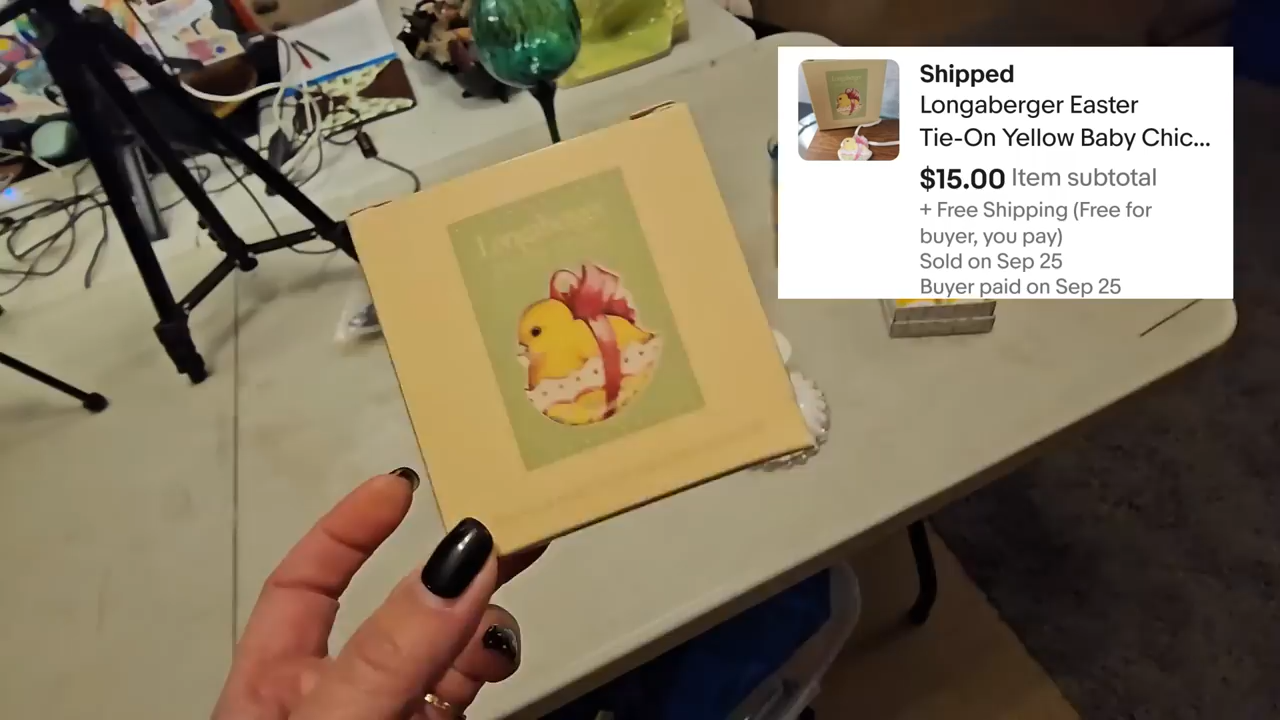 Shipped
Longaberger Easter
Tie-On Yellow Baby Chic...
$15.00 Item subtotal
+ Free Shipping (Free for
buyer, you pay)
Sold on Sep 25
Buyer paid on Sep 25
Longaberger